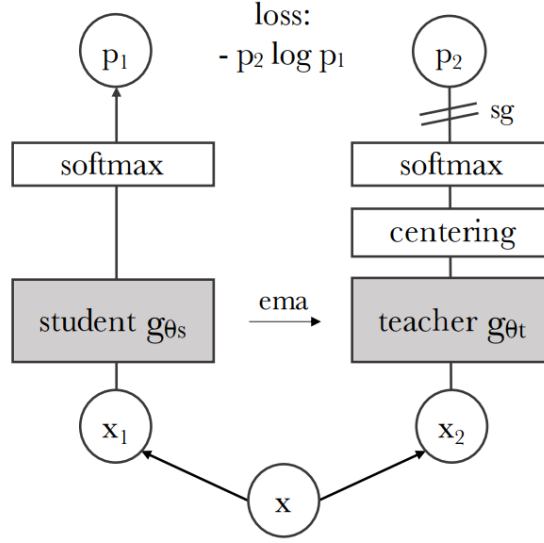 loss:
p₁
- p₂ log p₁
p₂
sg
softmax
softmax
centering
student gθs
ema
teacher gθt
x₁
x₂
x